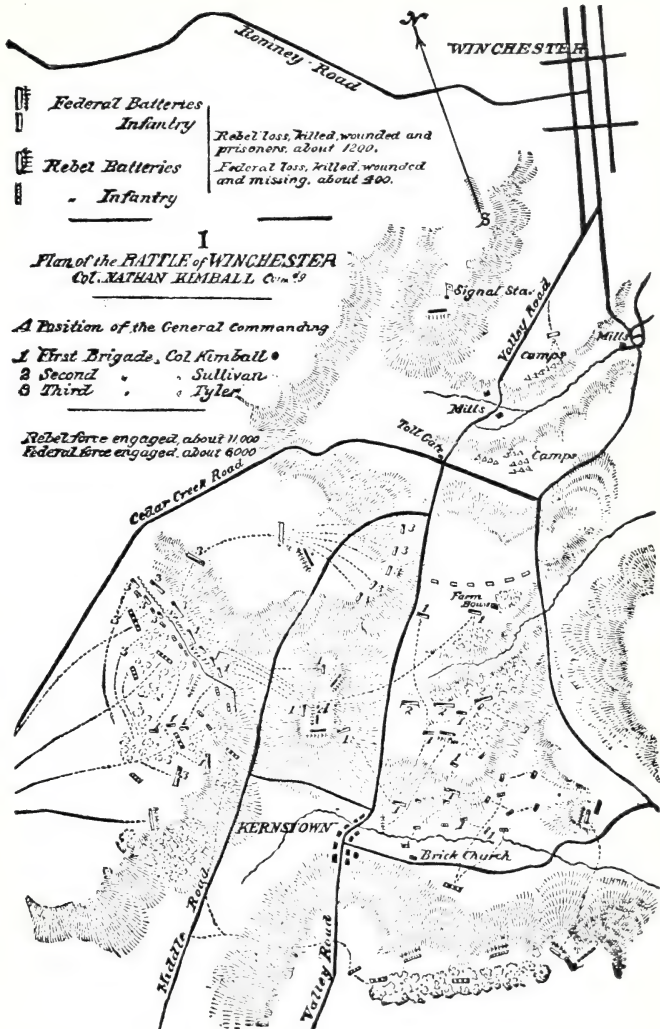 N
Romney Road
WINCHESTER
Federal Batteries
Infantry
Rebel Batteries
" Infantry
Rebel loss, killed, wounded and
prisoners, about 1200.
Federal loss, killed, wounded
and missing, about 400.
S
I
Plan of the BATTLE of WINCHESTER
COL. NATHAN KIMBALL Com'd'g
Signal Sta.
Valley Road
A Position of the General Commanding
1 First Brigade, Col Kimball
2 Second " " Sullivan
3 Third " " Tyler
Camps
Mills
Mills
Rebel force engaged, about 11,000
Federal force engaged, about 6000
Toll Gate
Camps
Cedar Creek Road
Farm
House
KERNSTOWN
Brick Church
Middle Road
Valley Road